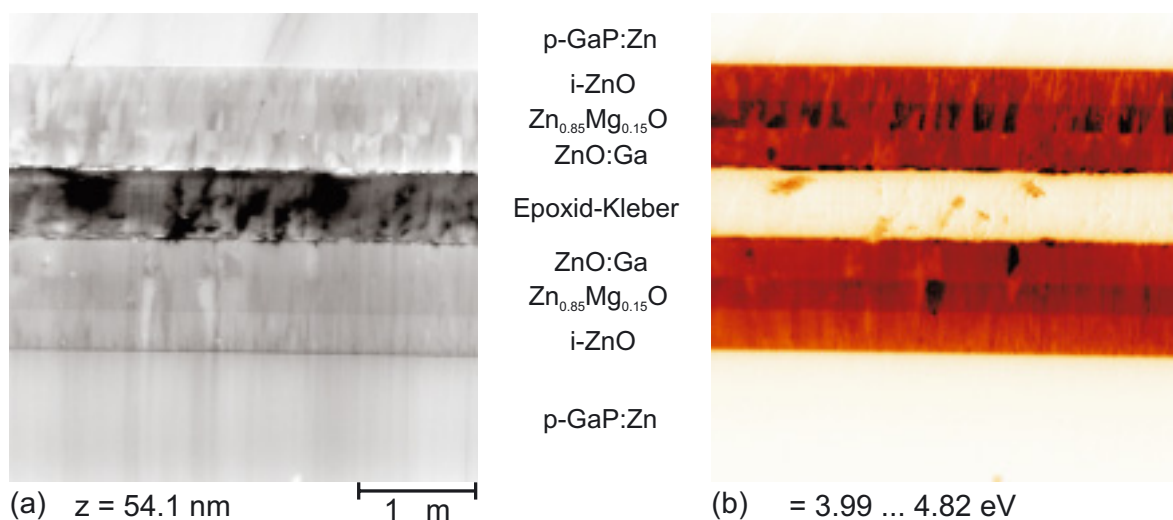 p-GaP:Zn
i-ZnO
Zn₀.₈₅Mg₀.₁₅O
ZnO:Ga
Epoxid-Kleber
ZnO:Ga
Zn₀.₈₅Mg₀.₁₅O
i-ZnO
p-GaP:Zn
(a) z = 54.1 nm
1 m
(b) = 3.99 ... 4.82 eV